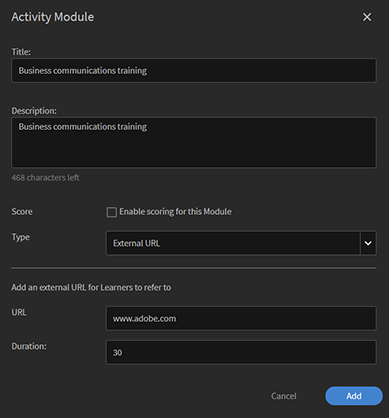 Activity Module
Title:
Business communications training
Description:
Business communications training
468 characters left
Score
Enable scoring for this Module
Type
External URL
Add an external URL for Learners to refer to
URL
www.adobe.com
Duration:
30
Cancel
Add